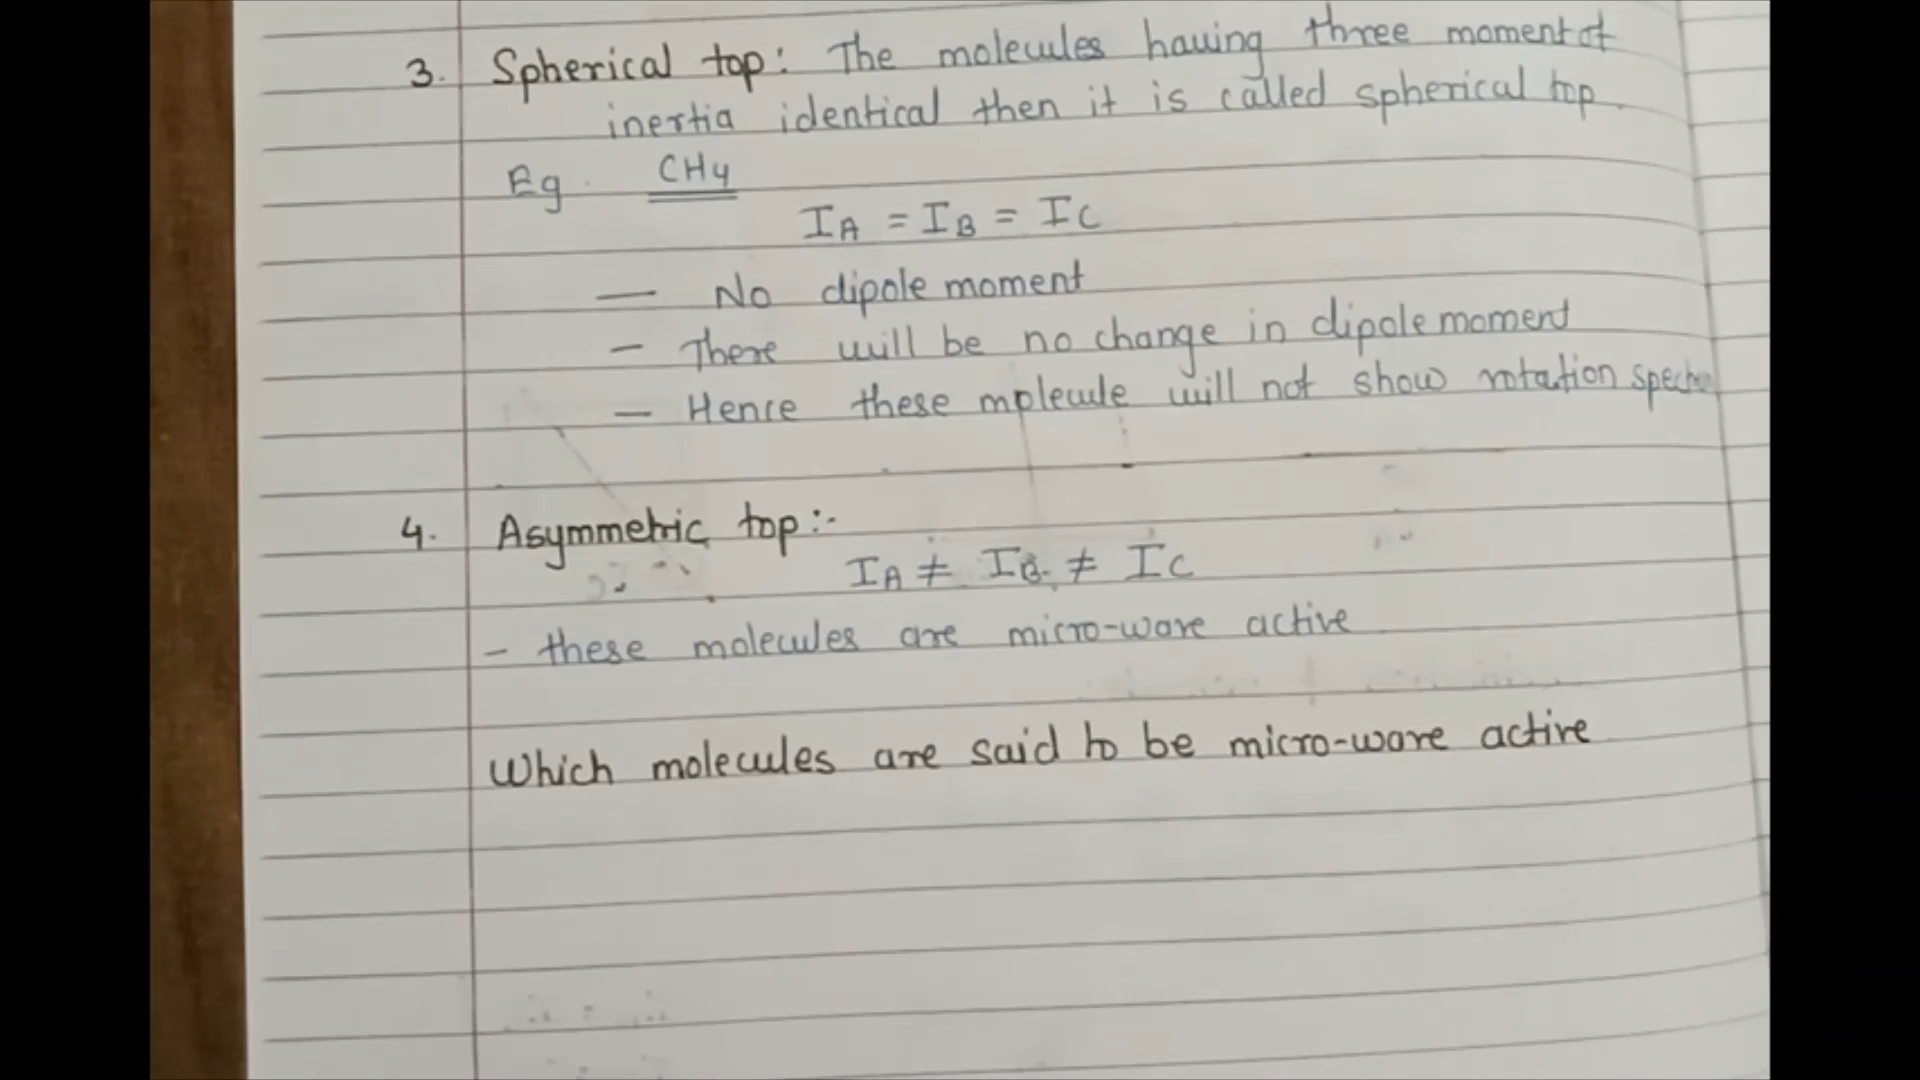 3. Spherical top: The molecules having three moment of
inertia identical then it is called spherical top.
Eg. CH4
IA = IB = IC
— No dipole moment
— There will be no change in dipole moment
— Hence these molecule will not show rotation
4. Asymmetric top:-
IA ≠ IB ≠ IC
- these molecules are micro-wave active
Which molecules are said to be micro-wave active